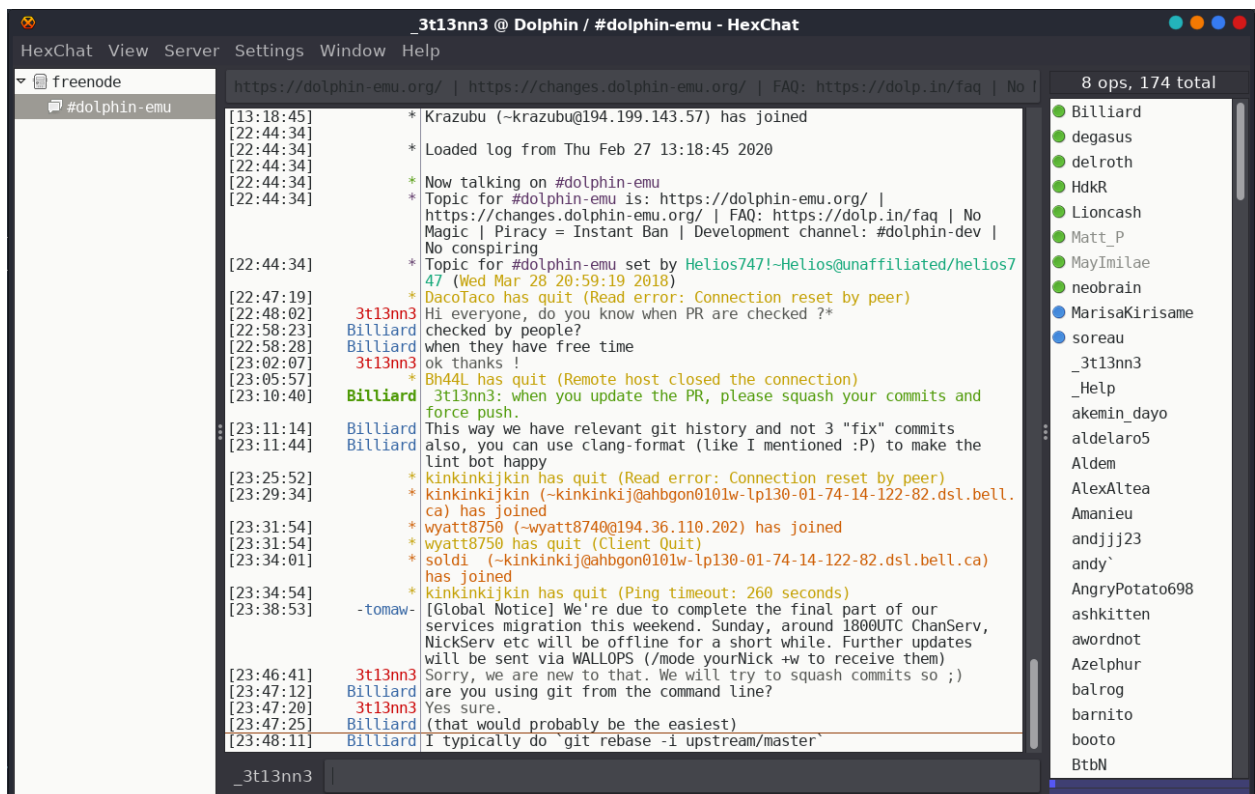 _3t13nn3 @ Dolphin / #dolphin-emu - HexChat
HexChat View Server Settings Window Help
freenode
#dolphin-emu
https://dolphin-emu.org/ | https://changes.dolphin-emu.org/ | FAQ: https://dolp.in/faq | No
[13:18:45] * Krazubu (~krazubu@194.199.143.57) has joined
[22:44:34]
[22:44:34] * Loaded log from Thu Feb 27 13:18:45 2020
[22:44:34]
[22:44:34] * Now talking on #dolphin-emu
[22:44:34] * Topic for #dolphin-emu is: https://dolphin-emu.org/ |
https://changes.dolphin-emu.org/ | FAQ: https://dolp.in/faq | No
Magic | Piracy = Instant Ban | Development channel: #dolphin-dev |
No conspiring
[22:44:34] * Topic for #dolphin-emu set by Helios747!~Helios@unaffiliated/helios7
47 (Wed Mar 28 20:59:19 2018)
[22:47:19] * DacoTaco has quit (Read error: Connection reset by peer)
[22:48:02] 3t13nn3 Hi everyone, do you know when PR are checked ?*
[22:58:23] Billiard checked by people?
[22:58:28] Billiard when they have free time
[23:02:07] 3t13nn3 ok thanks !
[23:05:57] * Bh44L has quit (Remote host closed the connection)
[23:10:40] Billiard 3t13nn3: when you update the PR, please squash your commits and
force push.
[23:11:14] Billiard This way we have relevant git history and not 3 "fix" commits
[23:11:44] Billiard also, you can use clang-format (like I mentioned :P) to make the
lint bot happy
[23:25:52] * kinkinkijkin has quit (Read error: Connection reset by peer)
[23:29:34] * kinkinkijkin (~kinkinkij@ahbgon0101w-lp130-01-74-14-122-82.dsl.bell.
ca) has joined
[23:31:54] * wyatt8750 (~wyatt8740@194.36.110.202) has joined
[23:31:54] * wyatt8750 has quit (Client Quit)
[23:34:01] * soldi (~kinkinkij@ahbgon0101w-lp130-01-74-14-122-82.dsl.bell.ca)
has joined
[23:34:54] * kinkinkijkin has quit (Ping timeout: 260 seconds)
[23:38:53] -tomaw- [Global Notice] We're due to complete the final part of our
services migration this weekend. Sunday, around 1800UTC ChanServ,
NickServ etc will be offline for a short while. Further updates
will be sent via WALLOPS (/mode yourNick +w to receive them)
[23:46:41] 3t13nn3 Sorry, we are new to that. We will try to squash commits so ;)
[23:47:12] Billiard are you using git from the command line?
[23:47:20] 3t13nn3 Yes sure.
[23:47:25] Billiard (that would probably be the easiest)
[23:48:11] Billiard I typically do `git rebase -i upstream/master`
_3t13nn3
8 ops, 174 total
Billiard
degasus
delroth
HdkR
Lioncash
Matt_P
MayImilae
neobrain
MarisaKirisame
soreau
_3t13nn3
_Help
akemin_dayo
aldelaro5
Aldem
AlexAltea
Amanieu
andjjj23
andy`
AngryPotato698
ashkitten
awordnot
Azelphur
balrog
barnito
booto
BtbN